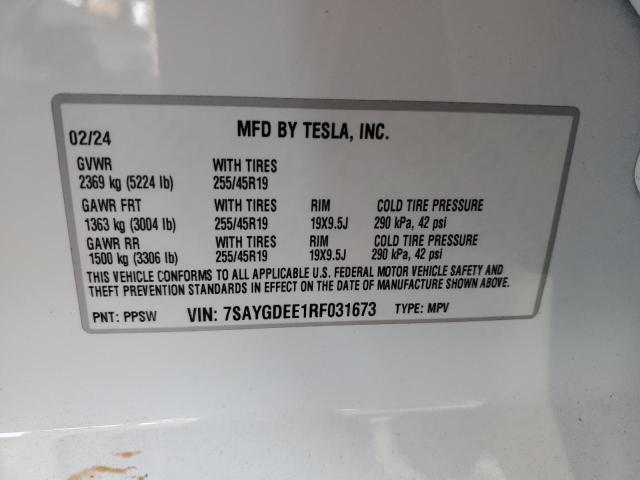 02/24 MFD BY TESLA, INC.
GVWR WITH TIRES
2369 kg (5224 lb) 255/45R19
GAWR FRT WITH TIRES RIM COLD TIRE PRESSURE
1363 kg (3004 lb) 255/45R19 19X9.5J 290 kPa, 42 psi
GAWR RR WITH TIRES RIM COLD TIRE PRESSURE
1500 kg (3306 lb) 255/45R19 19X9.5J 290 kPa, 42 psi
THIS VEHICLE CONFORMS TO ALL APPLICABLE U.S. FEDERAL MOTOR VEHICLE SAFETY AND
THEFT PREVENTION STANDARDS IN EFFECT ON THE DATE OF MANUFACTURE SHOWN ABOVE.
PNT: PPSW VIN: 7SAYGDEE1RF031673 TYPE: MPV